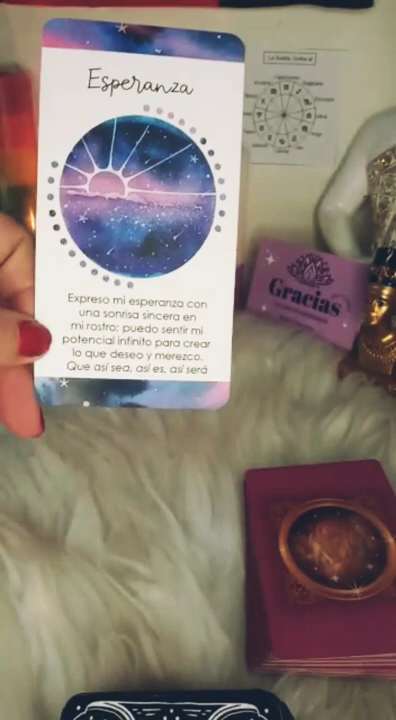 Esperanza
Expreso mi esperanza con
una sonrisa sincera en
mi rostro; puedo sentir mi
potencial infinito para crear
lo que deseo y merezco.
Que así sea, así es, así será
Gracias